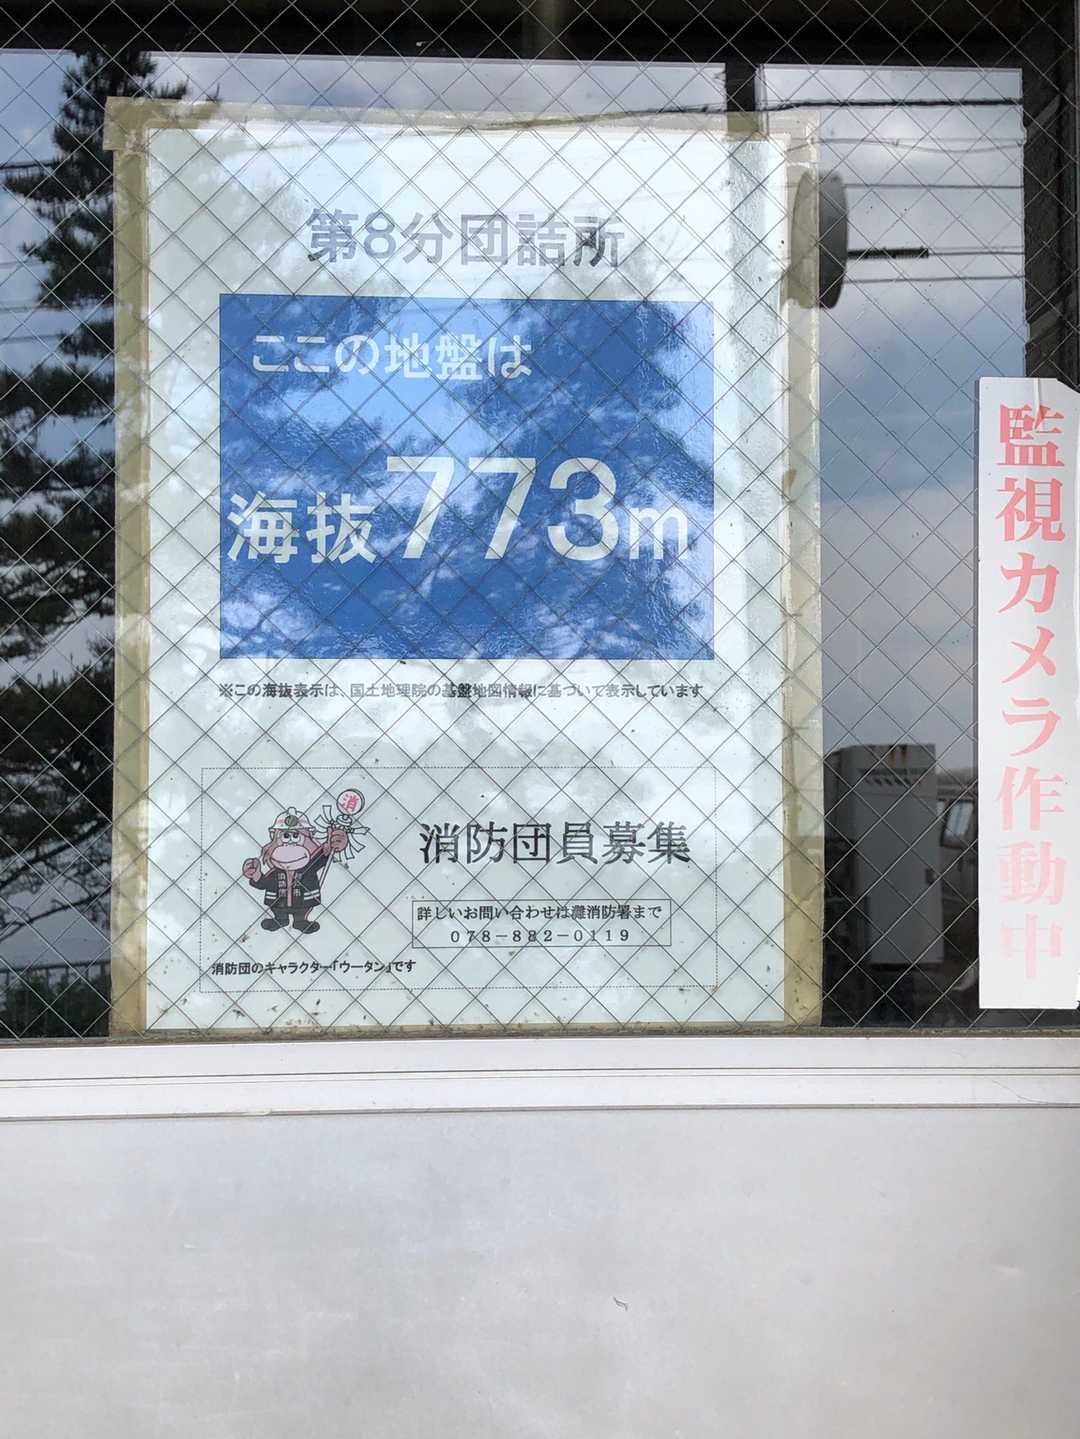 第8分団詰所
ここの地盤は
海抜773m
※この海抜表示は、国土地理院の基盤地図情報に基づいて表示しています
消
消防団員募集
詳しいお問い合わせは灘消防署まで
078-882-0119
消防団のキャラクター「ウータン」です
監視カメラ作動中